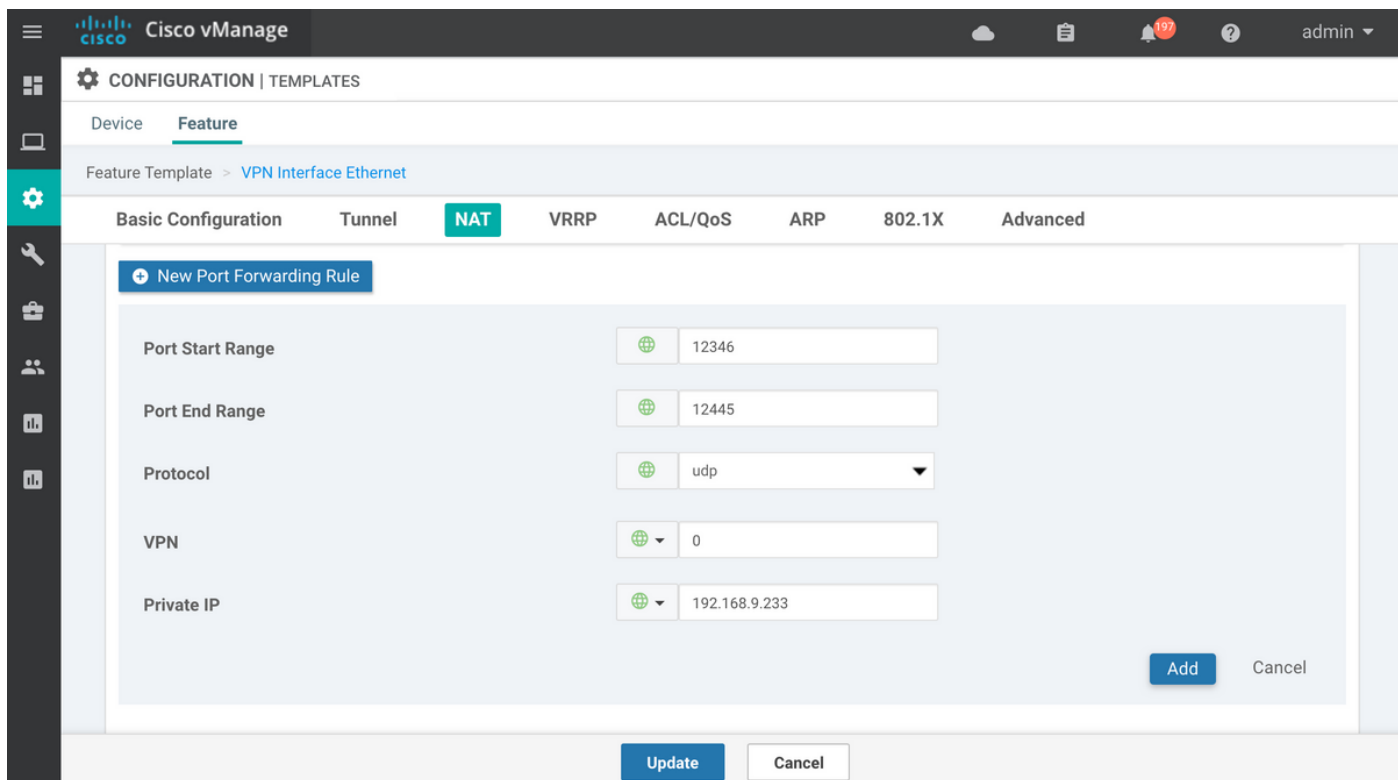 cisco Cisco vManage 197 admin
CONFIGURATION | TEMPLATES
Device Feature
Feature Template > VPN Interface Ethernet
Basic Configuration Tunnel NAT VRRP ACL/QoS ARP 802.1X Advanced
New Port Forwarding Rule
Port Start Range 12346
Port End Range 12445
Protocol udp
VPN 0
Private IP 192.168.9.233
Add Cancel
Update Cancel